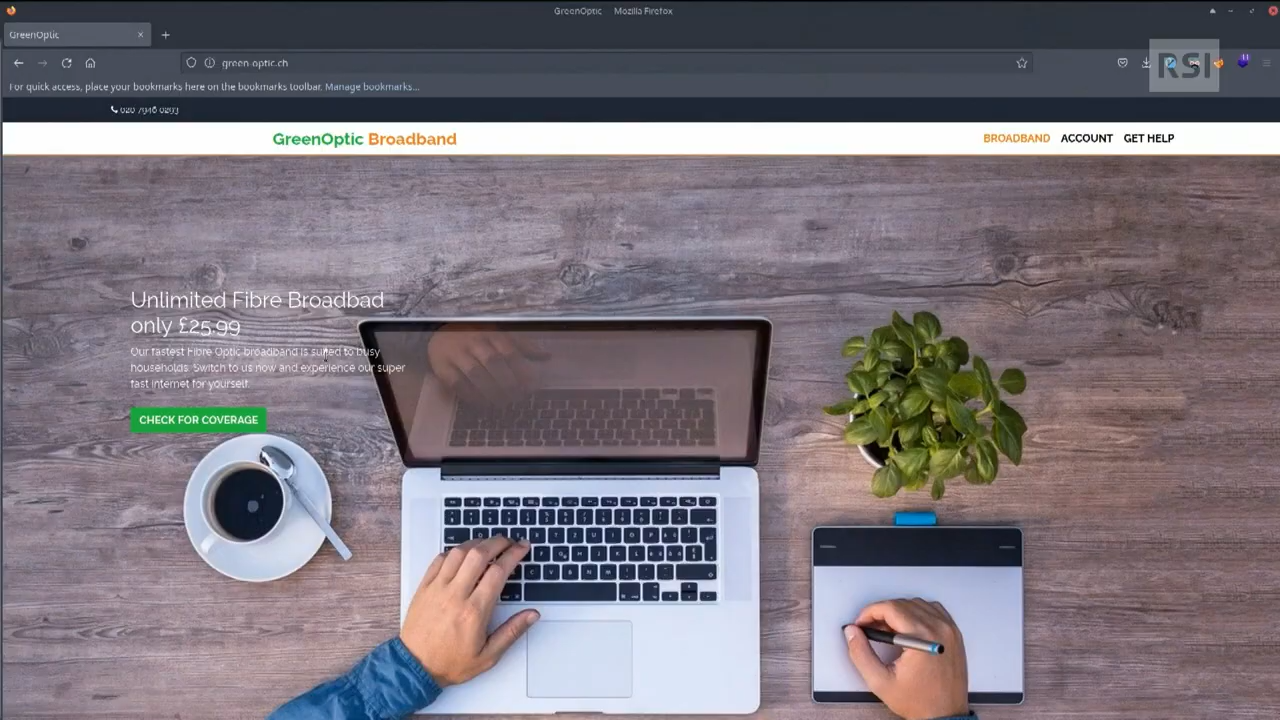 GreenOptic — Mozilla Firefox
GreenOptic
green-optic.ch
RSI
For quick access, place your bookmarks here on the bookmarks toolbar. Manage bookmarks...
020 7946 0293
GreenOptic Broadband
BROADBAND ACCOUNT GET HELP
Unlimited Fibre Broadbad
only £25.99
Our fastest Fibre Optic broadband is suited to busy
households. Switch to us now and experience our super
fast internet for yourself.
CHECK FOR COVERAGE